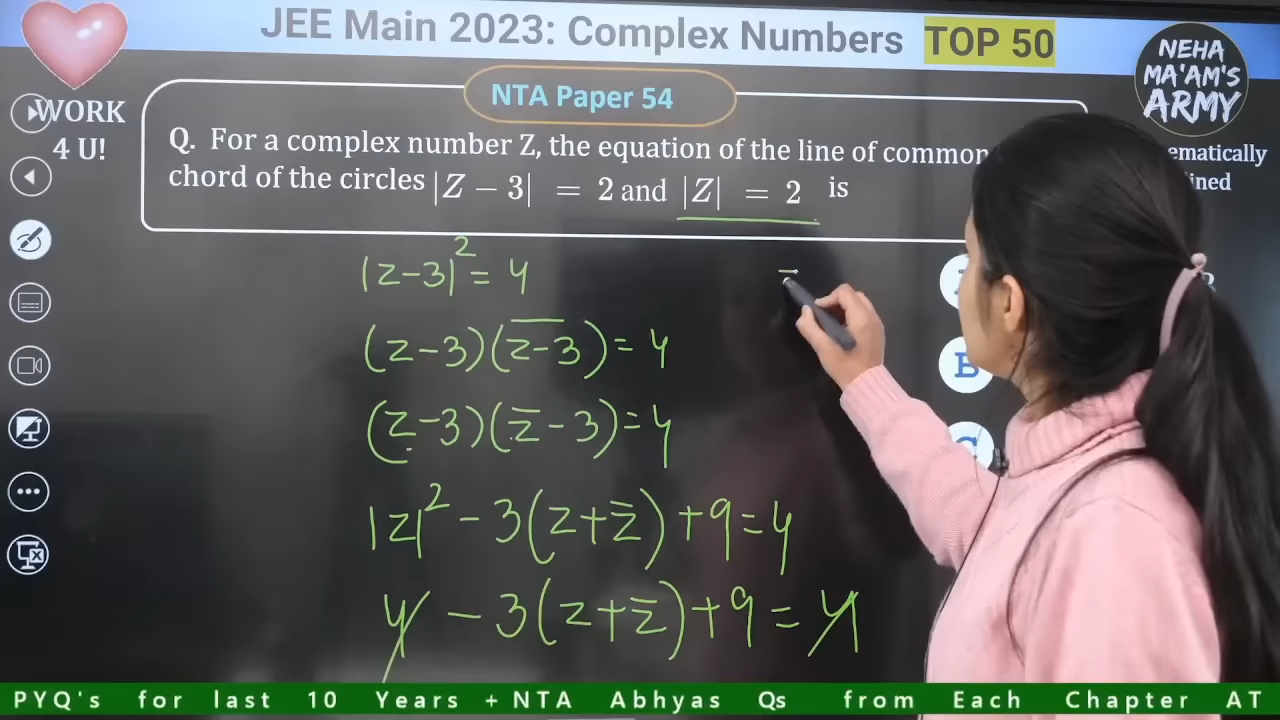 JEE Main 2023: Complex Numbers TOP 50
NEHA
MA'AM'S
ARMY
WORK
4 U!
NTA Paper 54
Q. For a complex number Z, the equation of the line of common
chord of the circles |Z − 3| = 2 and |Z| = 2 is
ematically
ined
|z-3|² = 4
(z-3)(\overline{z-3}) = 4
(z-3)(z̄-3) = 4
|z|² - 3(z+z̄) + 9 = 4
4 - 3(z+z̄) + 9 = 4
B
C
PYQ's for last 10 Years + NTA Abhyas Qs from Each Chapter AT